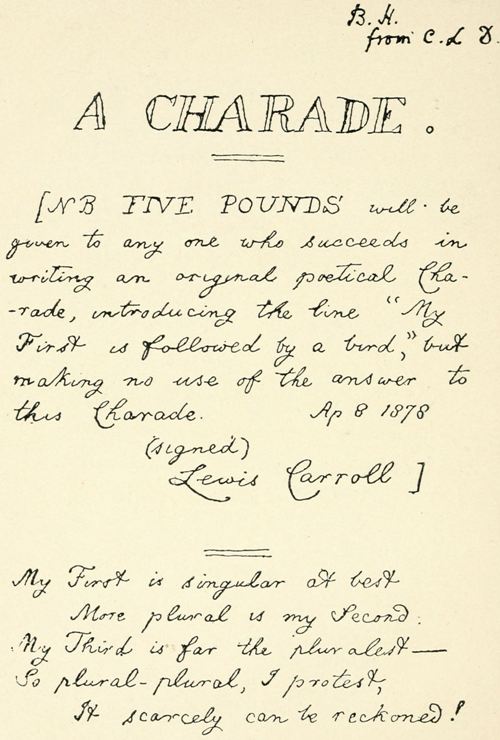 B. H.
from C. L D.
A CHARADE.
[NB FIVE POUNDS will be
given to any one who succeeds in
writing an original poetical Cha-
-rade, introducing the line "My
First is followed by a bird," but
making no use of the answer to
this Charade. Ap 8 1878
(signed)
Lewis Carroll ]
My First is singular at best
More plural is my Second.
My Third is far the pluralest—
So plural-plural, I protest,
It scarcely can be reckoned!